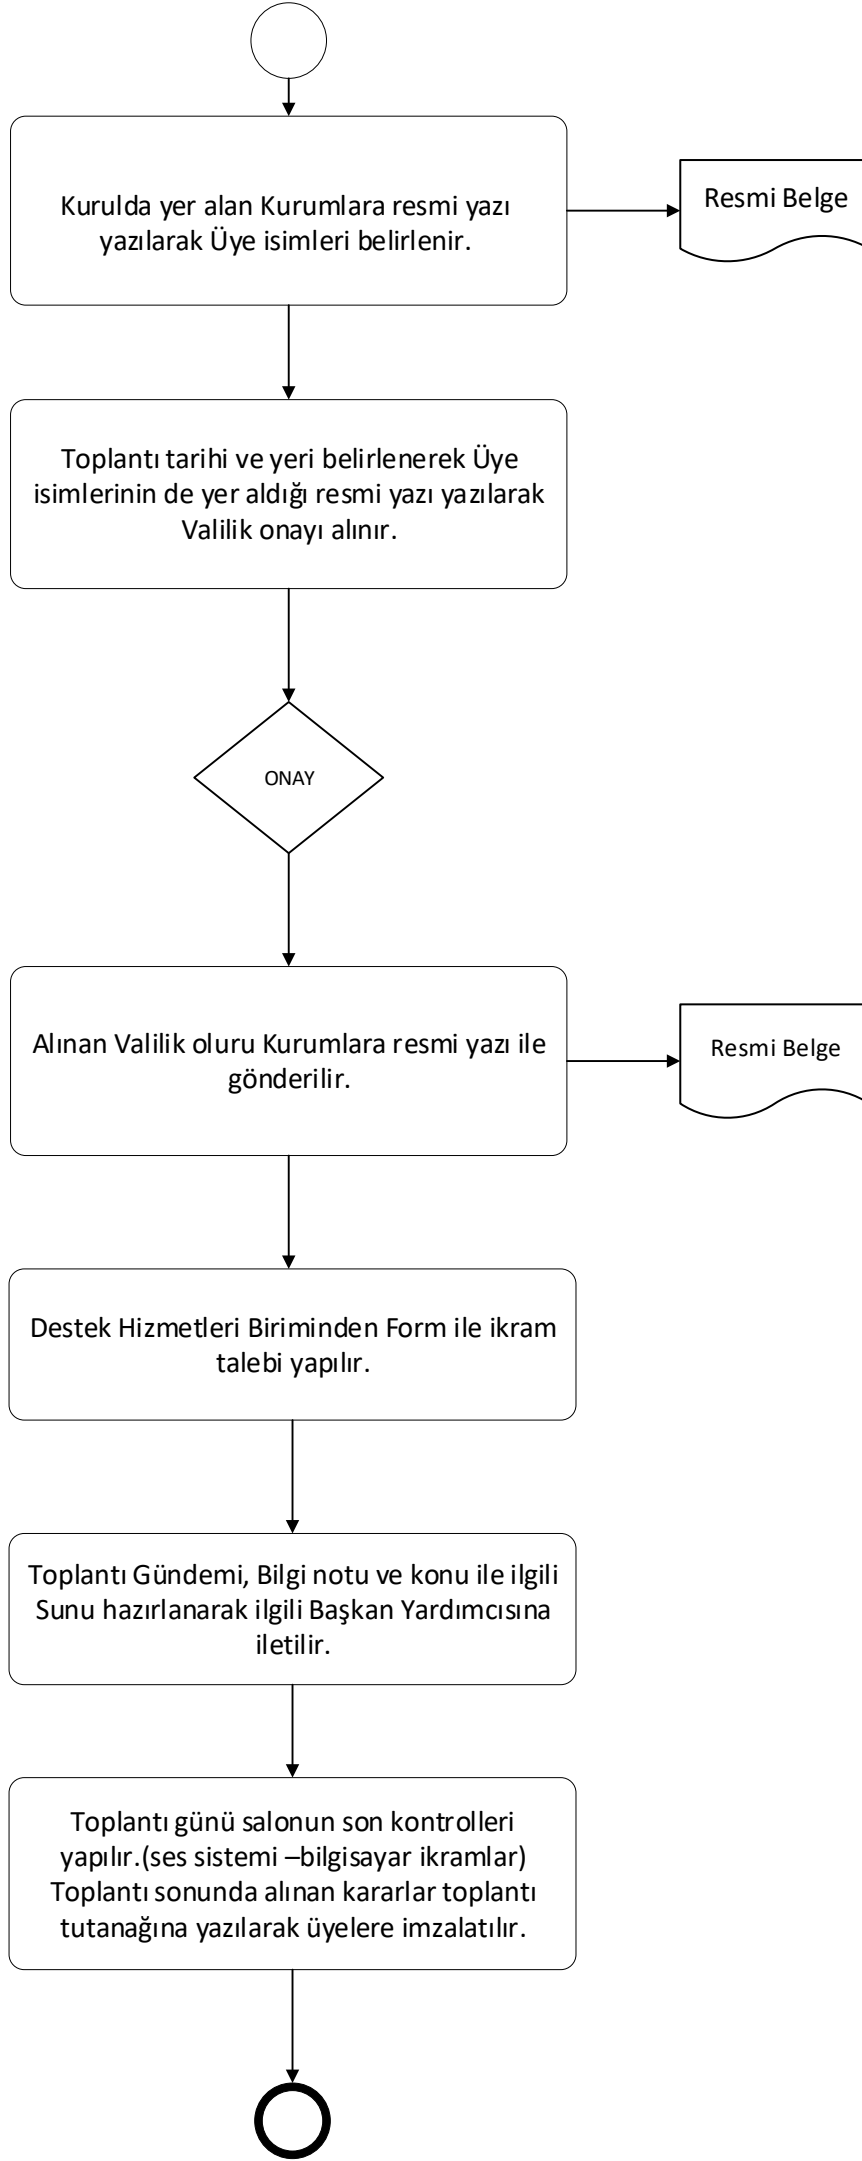 Kurulda yer alan Kurumlara resmi yazı
yazılarak Üye isimleri belirlenir.
Resmi Belge
Toplantı tarihi ve yeri belirlenerek Üye
isimlerinin de yer aldığı resmi yazı yazılarak
Valilik onayı alınır.
ONAY
Alınan Valilik oluru Kurumlara resmi yazı ile
gönderilir.
Resmi Belge
Destek Hizmetleri Biriminden Form ile ikram
talebi yapılır.
Toplantı Gündemi, Bilgi notu ve konu ile ilgili
Sunu hazırlanarak ilgili Başkan Yardımcısına
iletilir.
Toplantı günü salonun son kontrolleri
yapılır.(ses sistemi –bilgisayar ikramlar)
Toplantı sonunda alınan kararlar toplantı
tutanağına yazılarak üyelere imzalatılır.